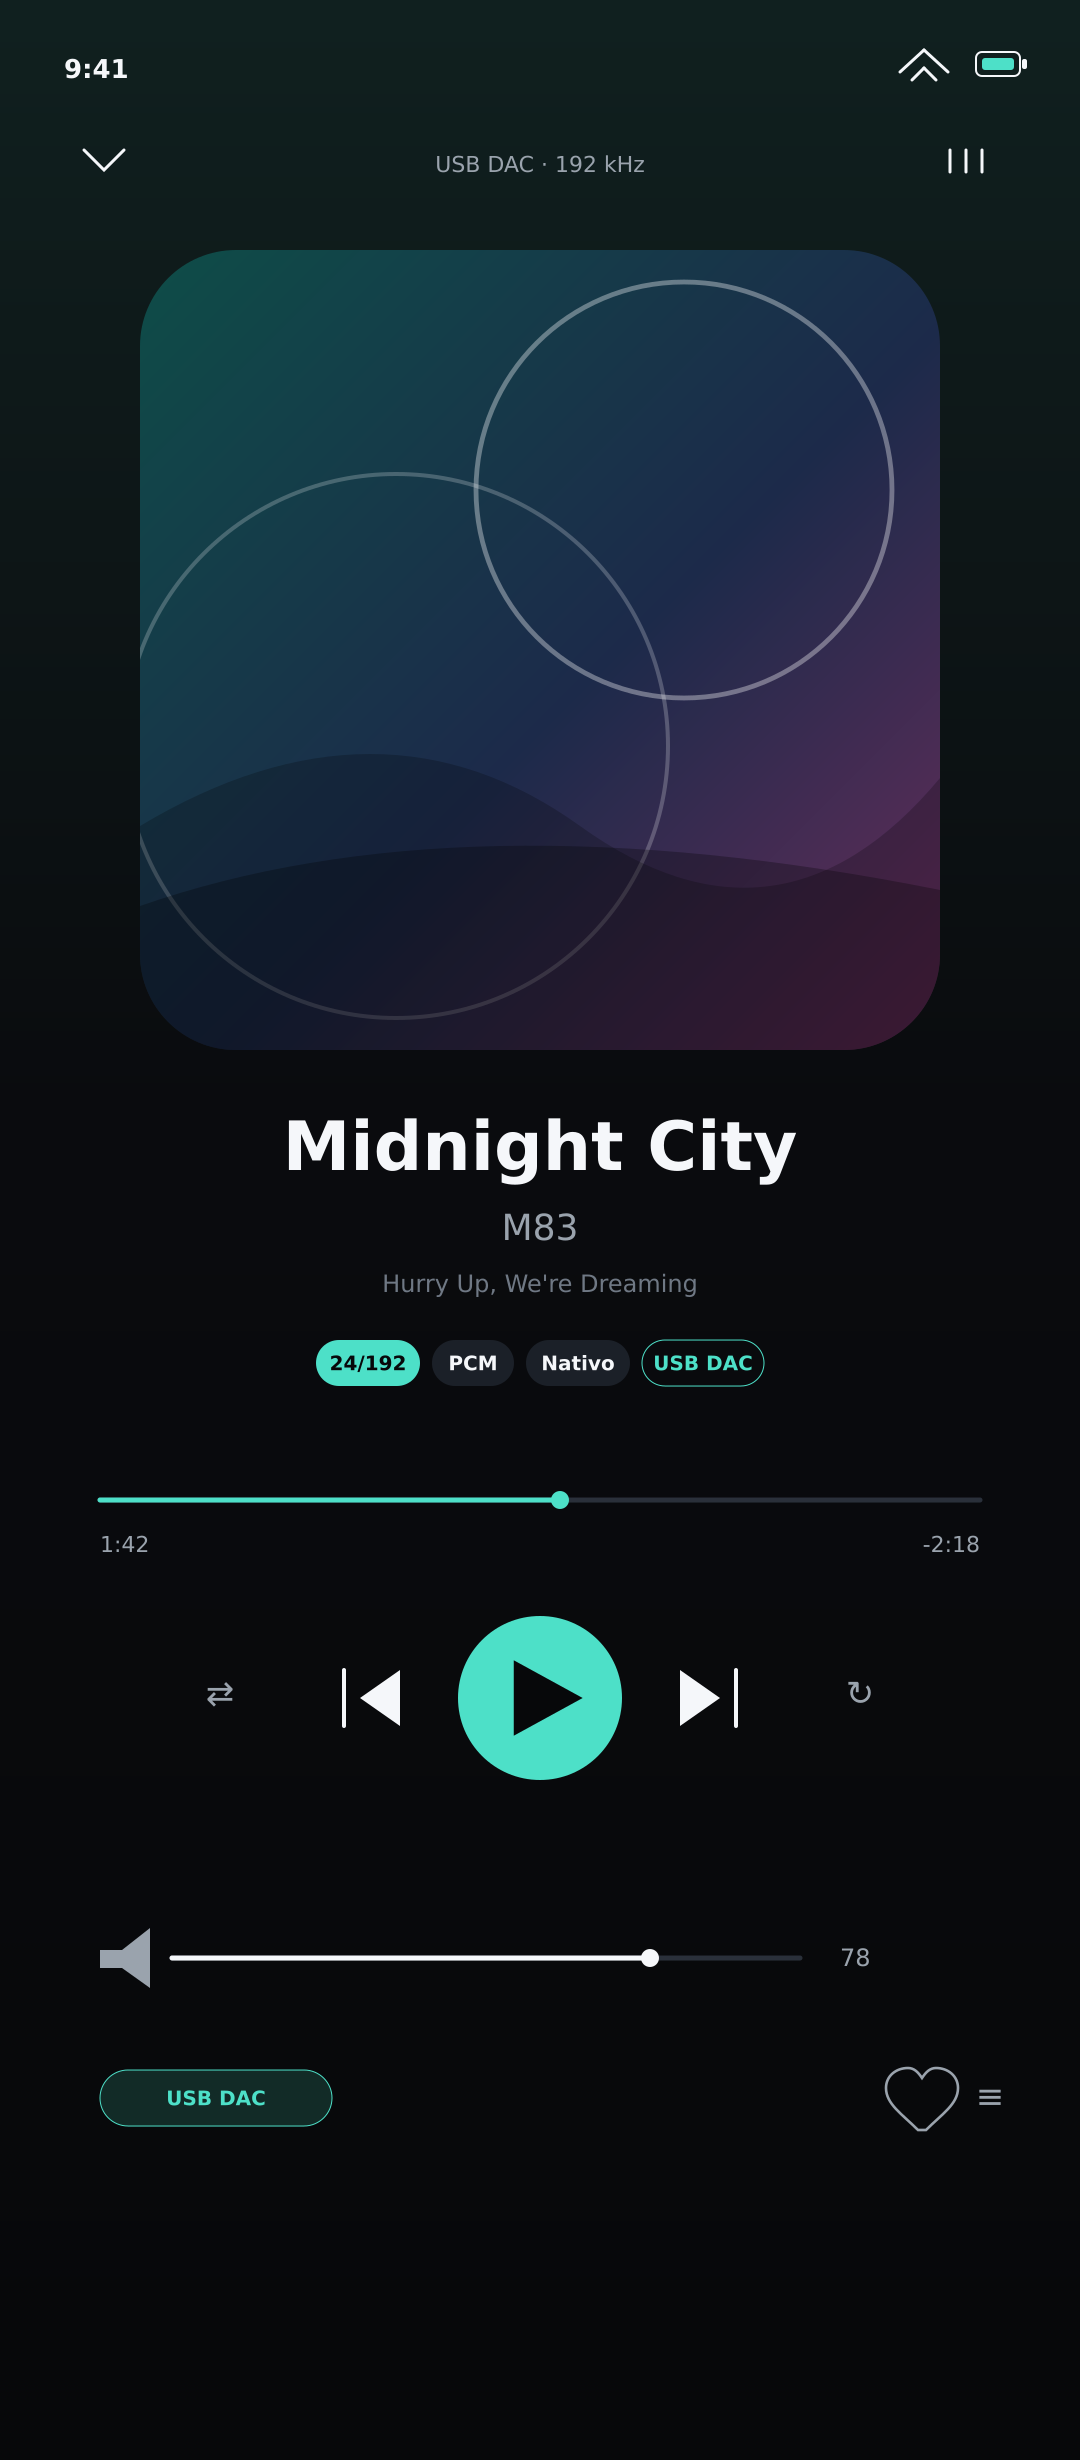 9:41
USB DAC · 192 kHz
Midnight City
M83
Hurry Up, We're Dreaming
24/192 PCM Nativo USB DAC
1:42 -2:18
78
USB DAC